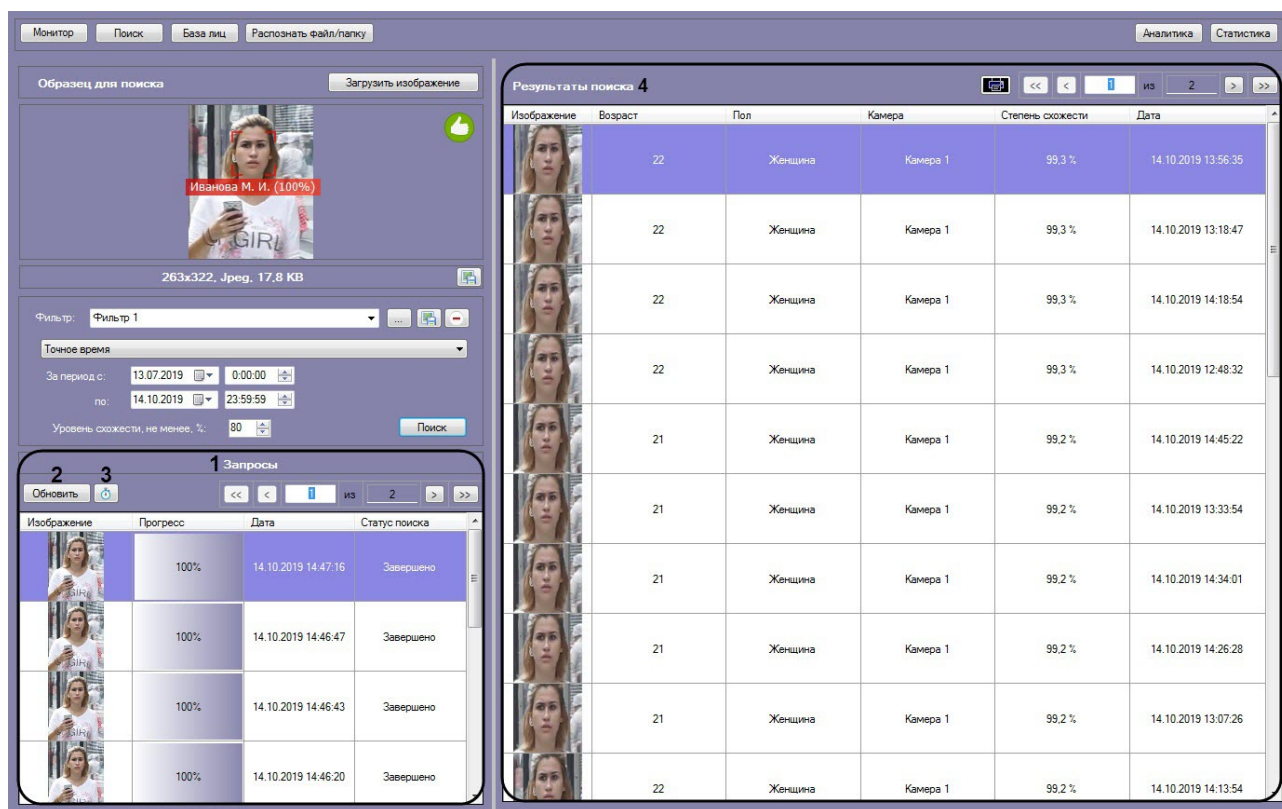 Монитор Поиск База лиц Распознать файл/папку Аналитика Статистика
Образец для поиска Загрузить изображение
Иванова М. И. (100%)
GIRL
263x322, Jpeg, 17,8 KB
Фильтр: Фильтр 1 ...
Точное время
За период с: 13.07.2019 0:00:00
по: 14.10.2019 23:59:59
Уровень схожести, не менее, %: 80 Поиск
1 Запросы
2 3
Обновить << < 1 из 2 > >>
Изображение Прогресс Дата Статус поиска
100% 14.10.2019 14:47:16 Завершено
100% 14.10.2019 14:46:47 Завершено
100% 14.10.2019 14:46:43 Завершено
100% 14.10.2019 14:46:20 Завершено
Результаты поиска 4 << < 1 из 2 > >>
Изображение Возраст Пол Камера Степень схожести Дата
22 Женщина Камера 1 99,3 % 14.10.2019 13:56:35
22 Женщина Камера 1 99,3 % 14.10.2019 13:18:47
22 Женщина Камера 1 99,3 % 14.10.2019 14:18:54
22 Женщина Камера 1 99,3 % 14.10.2019 12:48:32
21 Женщина Камера 1 99,2 % 14.10.2019 14:45:22
21 Женщина Камера 1 99,2 % 14.10.2019 13:33:54
21 Женщина Камера 1 99,2 % 14.10.2019 14:34:01
21 Женщина Камера 1 99,2 % 14.10.2019 14:26:28
21 Женщина Камера 1 99,2 % 14.10.2019 13:07:26
22 Женщина Камера 1 99,2 % 14.10.2019 14:13:54